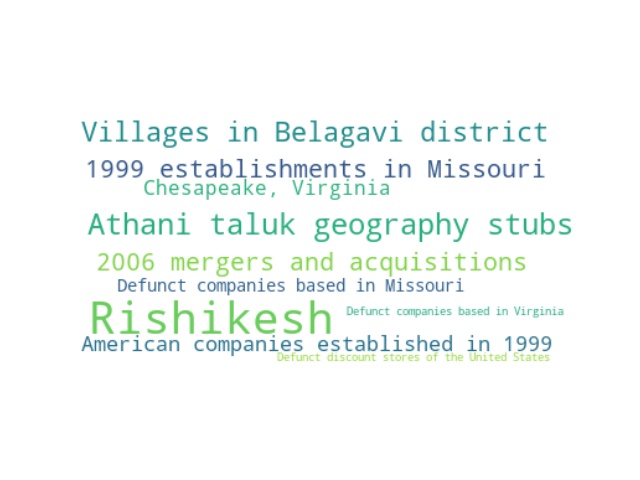 Villages in Belagavi district
1999 establishments in Missouri
Chesapeake, Virginia
Athani taluk geography stubs
2006 mergers and acquisitions
Defunct companies based in Missouri
Rishikesh
Defunct companies based in Virginia
American companies established in 1999
Defunct discount stores of the United States